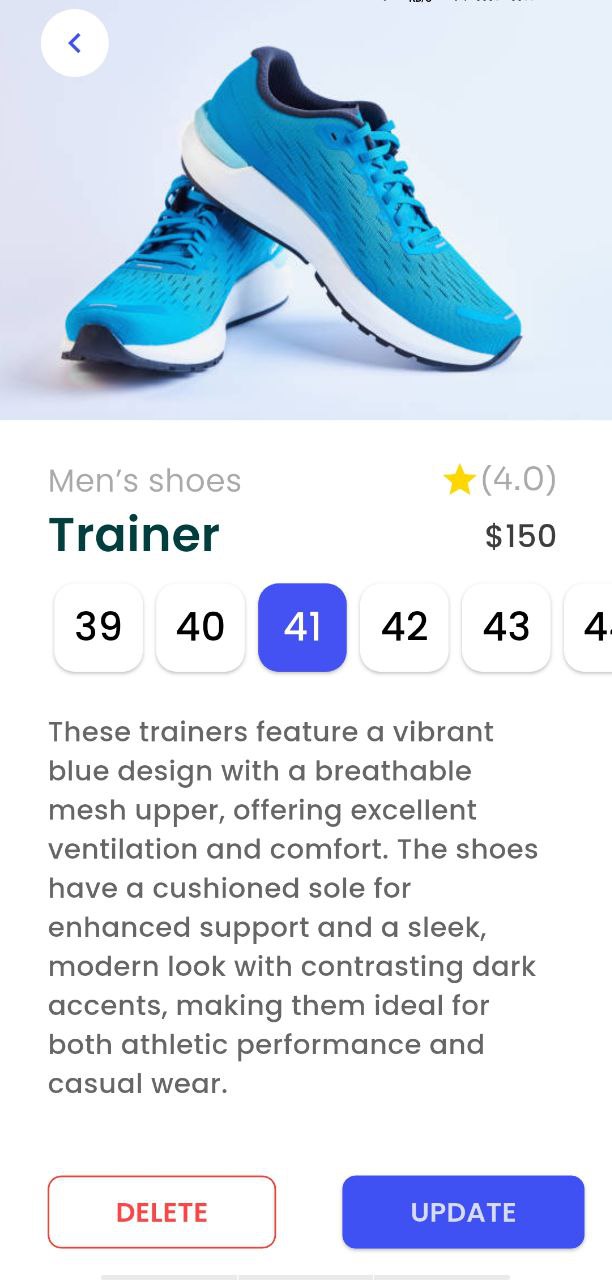 Men's shoes
★(4.0)
Trainer
$150
39 40 41 42 43
These trainers feature a vibrant
blue design with a breathable
mesh upper, offering excellent
ventilation and comfort. The shoes
have a cushioned sole for
enhanced support and a sleek,
modern look with contrasting dark
accents, making them ideal for
both athletic performance and
casual wear.
DELETE
UPDATE